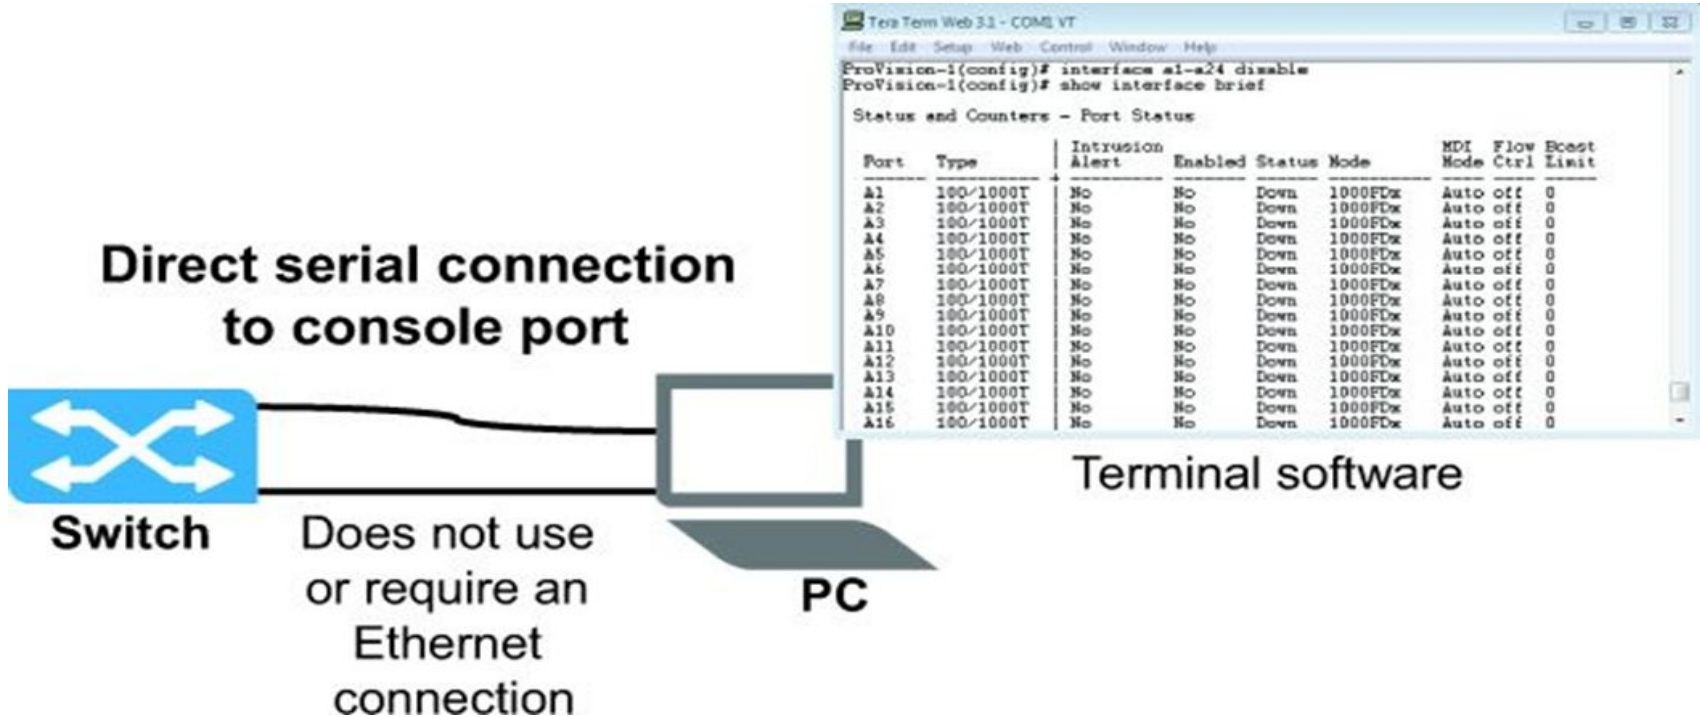 Tera Term Web 3.1 - COM1 VT
File Edit Setup Web Control Window Help
ProVision-1(config)# interface a1-a24 disable
ProVision-1(config)# show interface brief
Status and Counters - Port Status
| Intrusion MDI Flow Bcast
Port Type | Alert Enabled Status Mode Mode Ctrl Limit
------- ----------- + --------- ------- ------ ---------- ---- ---- ------
A1 100/1000T | No No Down 1000FDx Auto off 0
A2 100/1000T | No No Down 1000FDx Auto off 0
A3 100/1000T | No No Down 1000FDx Auto off 0
A4 100/1000T | No No Down 1000FDx Auto off 0
A5 100/1000T | No No Down 1000FDx Auto off 0
A6 100/1000T | No No Down 1000FDx Auto off 0
A7 100/1000T | No No Down 1000FDx Auto off 0
A8 100/1000T | No No Down 1000FDx Auto off 0
A9 100/1000T | No No Down 1000FDx Auto off 0
A10 100/1000T | No No Down 1000FDx Auto off 0
A11 100/1000T | No No Down 1000FDx Auto off 0
A12 100/1000T | No No Down 1000FDx Auto off 0
A13 100/1000T | No No Down 1000FDx Auto off 0
A14 100/1000T | No No Down 1000FDx Auto off 0
A15 100/1000T | No No Down 1000FDx Auto off 0
A16 100/1000T | No No Down 1000FDx Auto off 0
Direct serial connection
to console port
Terminal software
Switch
Does not use
or require an
Ethernet
connection
PC